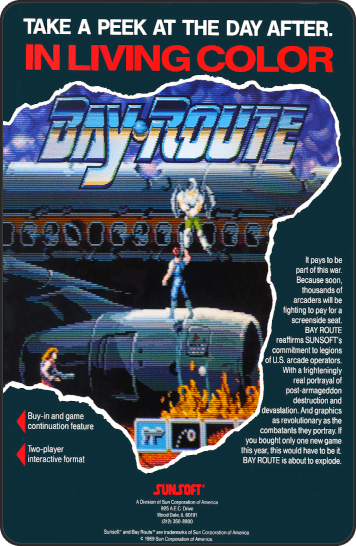 TAKE A PEEK AT THE DAY AFTER.
IN LIVING COLOR
BAY·ROUTE
It pays to be
part of this war.
Because soon,
thousands of
arcaders will be
fighting to pay for a
screenside seat.
BAY ROUTE
reaffirms SUNSOFT's
commitment to legions
of U.S. arcade operators.
With a frighteningly
real portrayal of
post-armageddon
destruction and
devastation. And graphics
as revolutionary as the
combatants they portray. If
you bought only one new game
this year, this would have to be it.
BAY ROUTE is about to explode.
Buy-in and game
continuation feature
Two-player
interactive format
SUNSOFT®
A Division of Sun Corporation of America
Wood Dale, IL 60191
Sunsoft® and Bay Route™ are trademarks of Sun Corporation of America
© 1989 Sun Corporation of America.